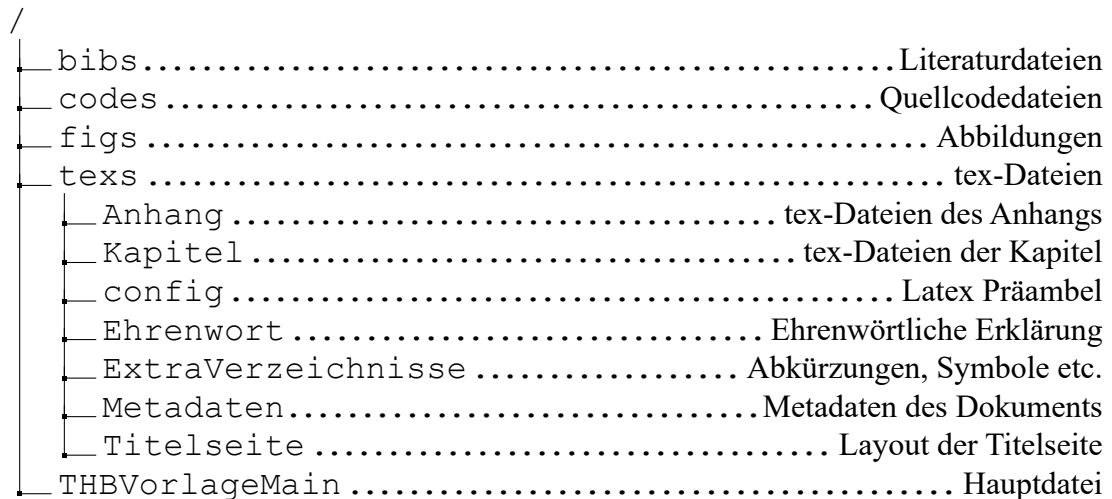 /
bibs..................................................Literaturdateien
codes ................................................Quellcodedateien
figs ..................................................... Abbildungen
texs ...................................................... tex-Dateien
Anhang ....................................... tex-Dateien des Anhangs
Kapitel ..................................... tex-Dateien der Kapitel
config ............................................. Latex Präambel
Ehrenwort ................................ Ehrenwörtliche Erklärung
ExtraVerzeichnisse .................. Abkürzungen, Symbole etc.
Metadaten................................Metadaten des Dokuments
Titelseite ................................... Layout der Titelseite
THBVorlageMain ......................................... Hauptdatei